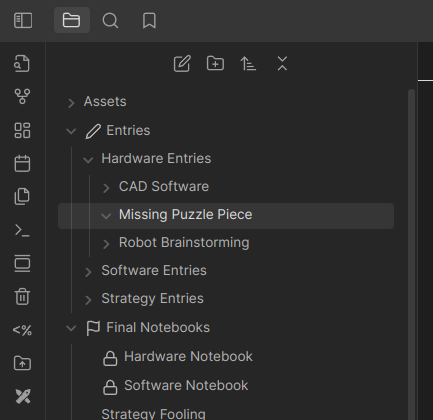 Assets
Entries
Hardware Entries
CAD Software
Missing Puzzle Piece
Robot Brainstorming
Software Entries
Strategy Entries
<%
Final Notebooks
Hardware Notebook
Software Notebook
Strategy Fooling